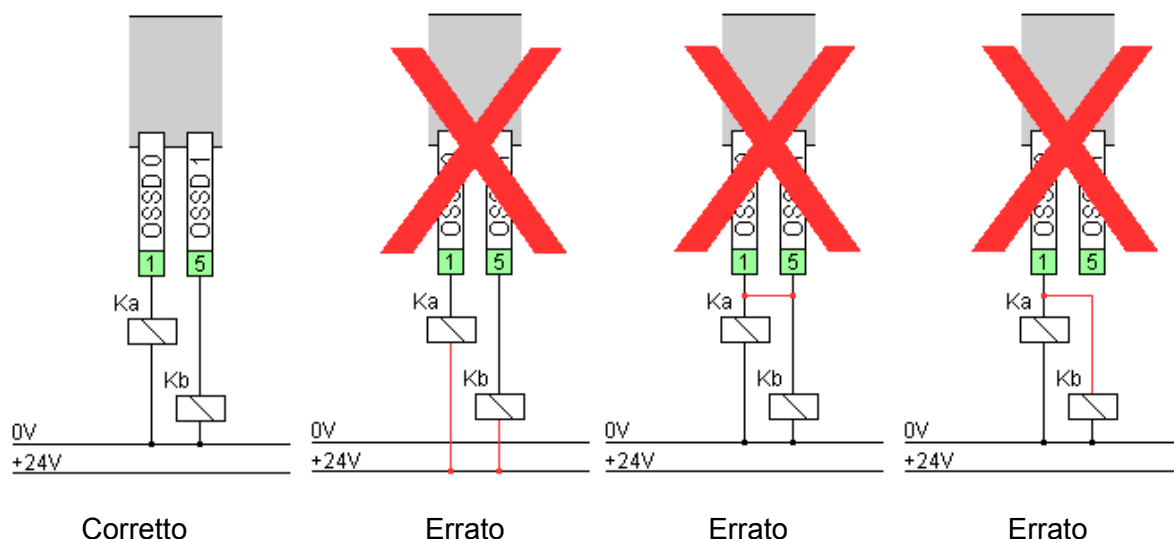 OSSD 0
OSSD 1
1
5
Ka
Kb
0V
+24V
Corretto
1
5
Ka
Kb
0V
+24V
Errato
1
5
Ka
Kb
0V
+24V
Errato
1
5
Ka
Kb
0V
+24V
Errato